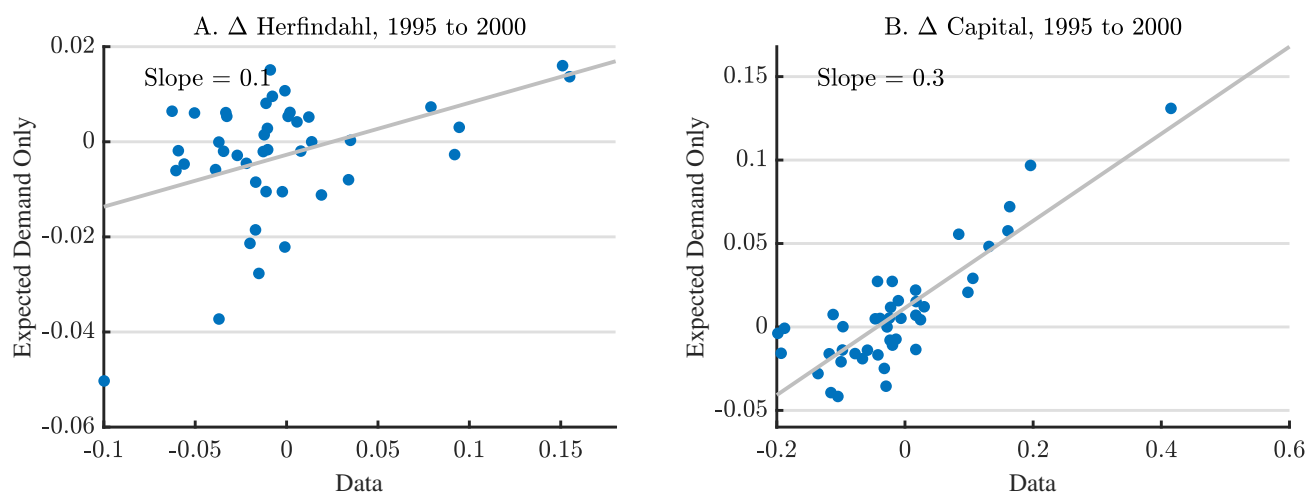 A. Δ Herfindahl, 1995 to 2000
Slope = 0.1
Expected Demand Only
0.02
0
-0.02
-0.04
-0.06
-0.1
-0.05
0
0.05
0.1
0.15
Data
B. Δ Capital, 1995 to 2000
Slope = 0.3
Expected Demand Only
0.15
0.1
0.05
0
-0.05
-0.2
0
0.2
0.4
0.6
Data